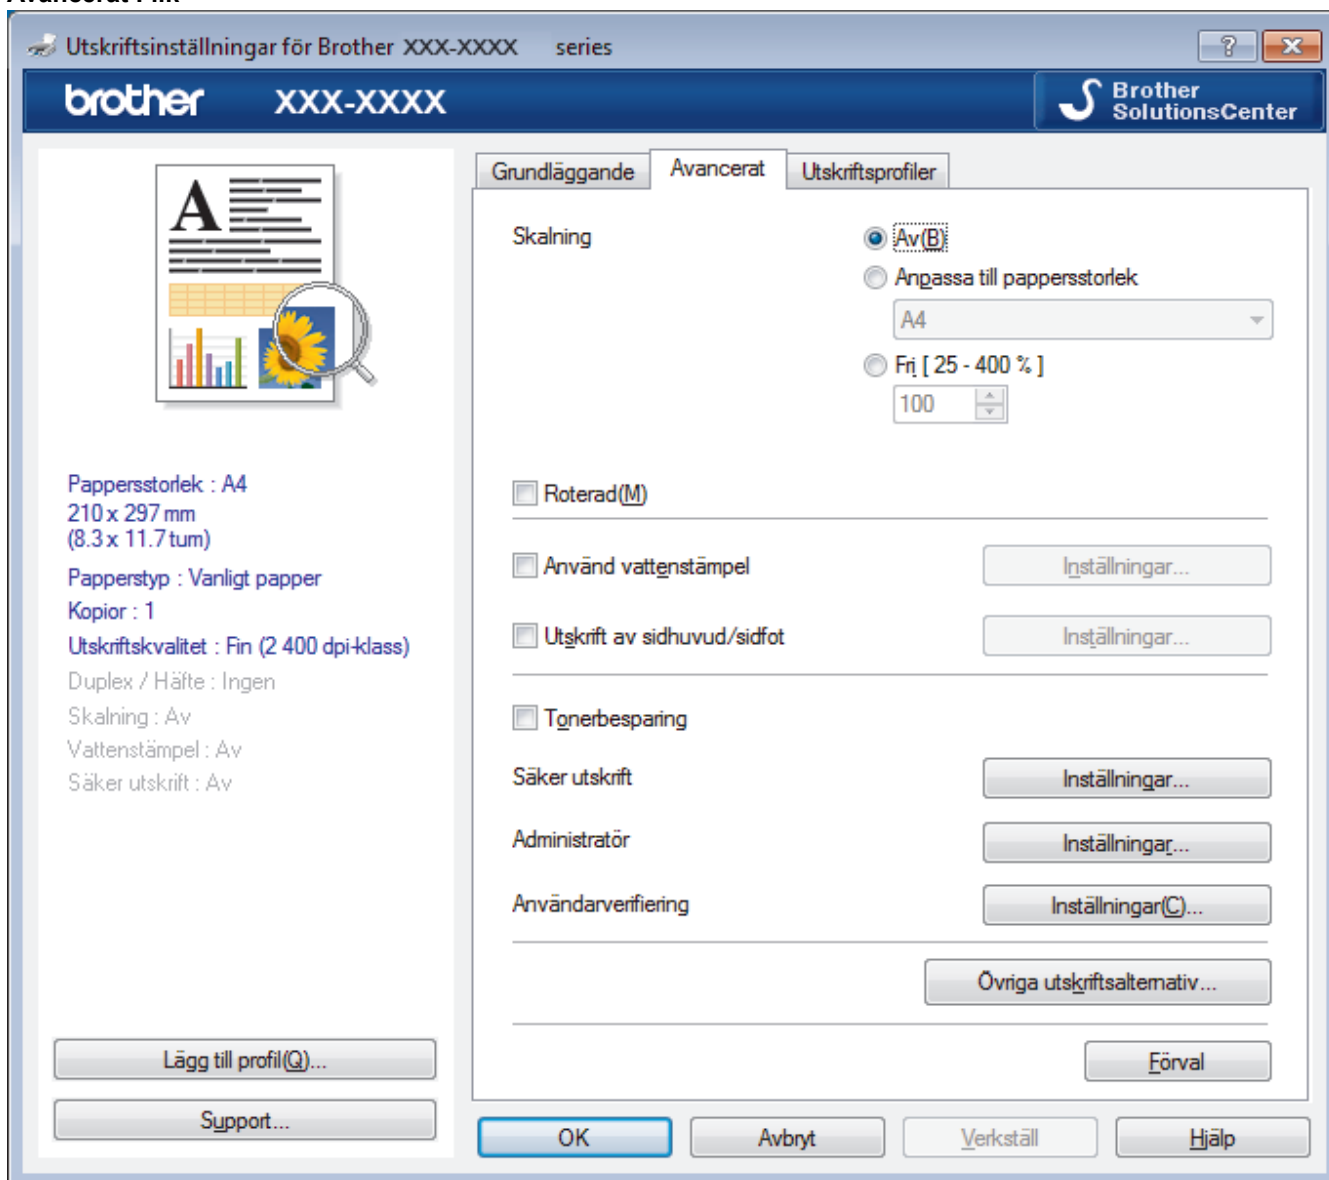 Utskriftsinställningar för Brother XXX-XXXX series
brother XXX-XXXX
Brother
SolutionsCenter
Grundläggande Avancerat Utskriftsprofiler
A
Skalning
Av(B)
Anpassa till pappersstorlek
A4
Fri [ 25 - 400 % ]
100
Pappersstorlek : A4
210 x 297 mm
(8.3 x 11.7 tum)
Papperstyp : Vanligt papper
Kopior : 1
Utskriftskvalitet : Fin (2 400 dpi-klass)
Duplex / Häfte : Ingen
Skalning : Av
Vattenstämpel : Av
Säker utskrift : Av
Roterad(M)
Använd vattenstämpel Inställningar...
Utskrift av sidhuvud/sidfot Inställningar...
Tonerbesparing
Säker utskrift Inställningar...
Administratör Inställningar...
Användarverifiering Inställningar(C)...
Övriga utskriftsalternativ...
Förval
Lägg till profil(Q)...
Support...
OK Avbryt Verkställ Hjälp